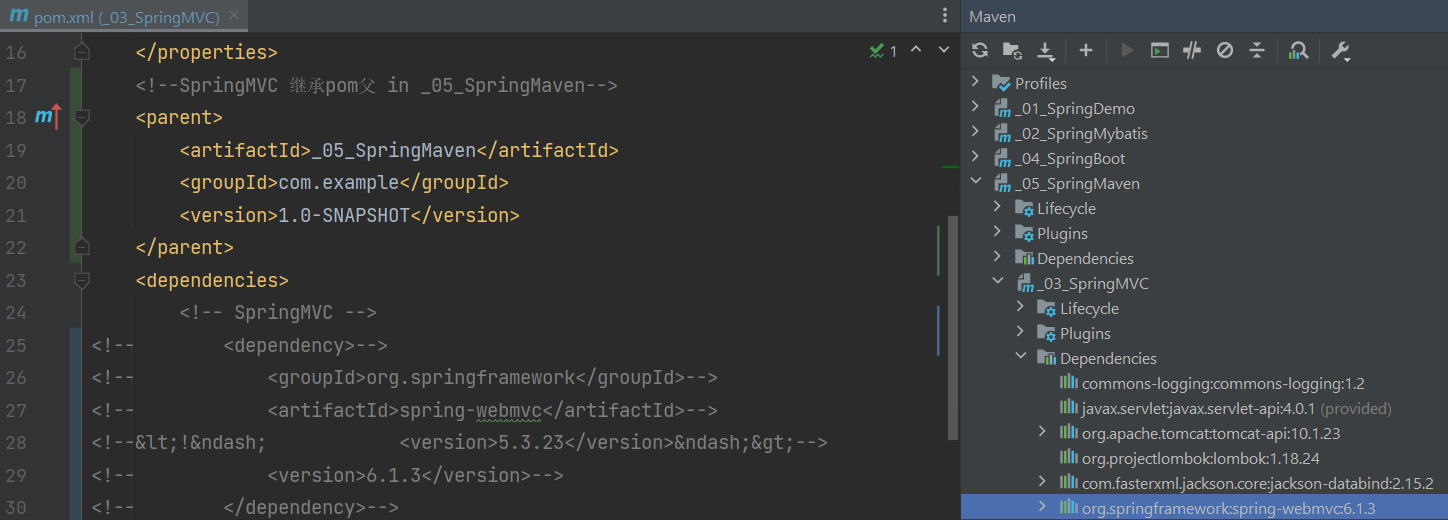 pom.xml (_03_SpringMVC)
16 </properties>
17 <!--SpringMVC 继承pom父 in _05_SpringMaven-->
18 <parent>
19 <artifactId>_05_SpringMaven</artifactId>
20 <groupId>com.example</groupId>
21 <version>1.0-SNAPSHOT</version>
22 </parent>
23 <dependencies>
24 <!-- SpringMVC -->
25 <!-- <dependency>-->
26 <!-- <groupId>org.springframework</groupId>-->
27 <!-- <artifactId>spring-webmvc</artifactId>-->
28 <!--&lt;!&ndash; <version>5.3.23</version>&ndash;&gt;-->
29 <!-- <version>6.1.3</version>-->
30 <!-- </dependency>-->
1
Maven
Profiles
_01_SpringDemo
_02_SpringMybatis
_04_SpringBoot
_05_SpringMaven
Lifecycle
Plugins
Dependencies
_03_SpringMVC
Lifecycle
Plugins
Dependencies
commons-logging:commons-logging:1.2
javax.servlet:javax.servlet-api:4.0.1 (provided)
org.apache.tomcat:tomcat-api:10.1.23
org.projectlombok:lombok:1.18.24
com.fasterxml.jackson.core:jackson-databind:2.15.2
org.springframework:spring-webmvc:6.1.3